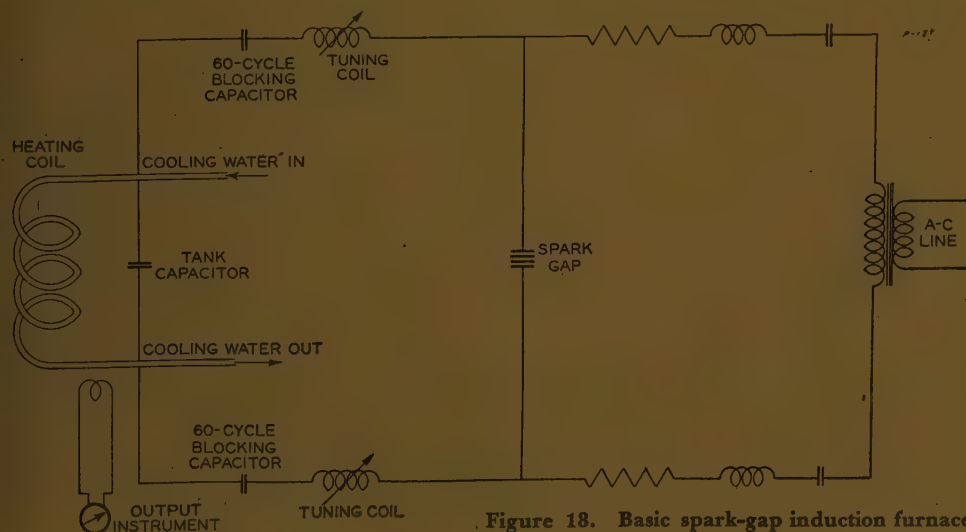 60-CYCLE
BLOCKING
CAPACITOR
TUNING
COIL
HEATING
COIL
COOLING WATER IN
TANK
CAPACITOR
SPARK
GAP
A-C
LINE
COOLING WATER OUT
60-CYCLE
BLOCKING
CAPACITOR
TUNING COIL
OUTPUT
INSTRUMENT
Figure 18. Basic spark-gap induction furnace